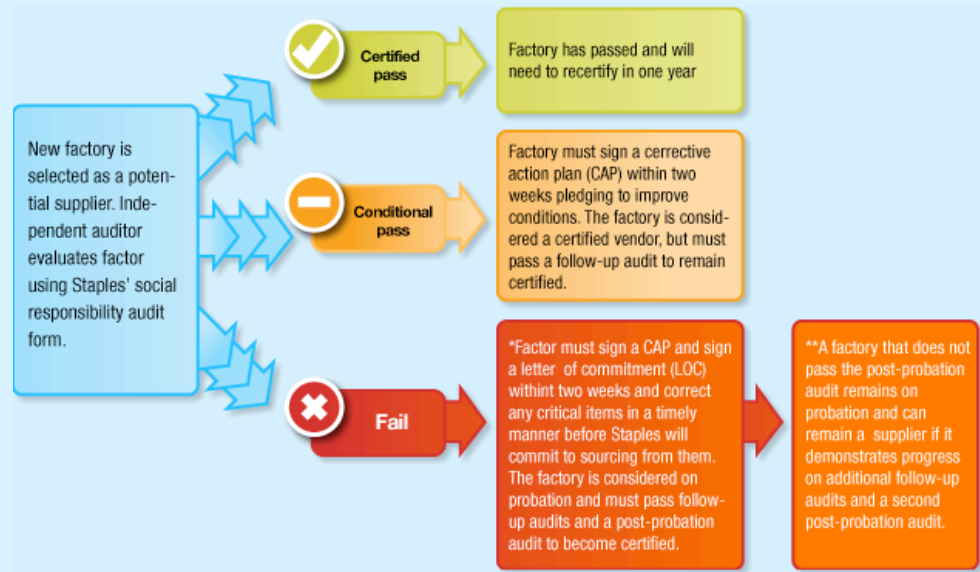 New factory is
selected as a poten-
tial supplier. Inde-
pendent auditor
evaluates factor
using Staples' social
responsibility audit
form.
Certified
pass
Factory has passed and will
need to recertify in one year
Conditional
pass
Factory must sign a cerrective
action plan (CAP) within two
weeks pledging to improve
conditions. The factory is consid-
ered a certified vendor, but must
pass a follow-up audit to remain
certified.
Fail
*Factor must sign a CAP and sign
a letter of commitment (LOC)
withint two weeks and correct
any critical items in a timely
manner before Staples will
commit to sourcing from them.
The factory is considered on
probation and must pass follow-
up audits and a post-probation
audit to become certified.
**A factory that does not
pass the post-probation
audit remains on
probation and can
remain a supplier if it
demonstrates progress
on additional follow-up
audits and a second
post-probation audit.